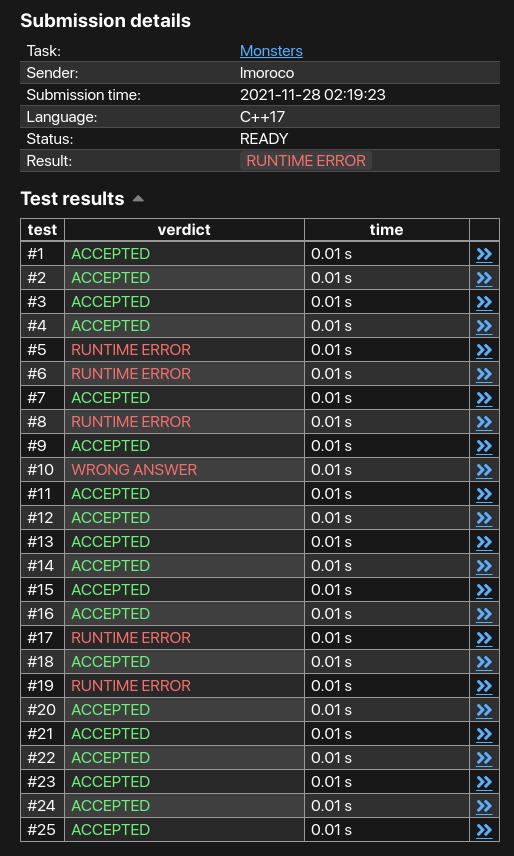 Submission details
Task: Monsters
Sender: lmoroco
Submission time: 2021-11-28 02:19:23
Language: C++17
Status: READY
Result: RUNTIME ERROR
Test results
test verdict time
#1 ACCEPTED 0.01 s
#2 ACCEPTED 0.01 s
#3 ACCEPTED 0.01 s
#4 ACCEPTED 0.01 s
#5 RUNTIME ERROR 0.01 s
#6 RUNTIME ERROR 0.01 s
#7 ACCEPTED 0.01 s
#8 RUNTIME ERROR 0.01 s
#9 ACCEPTED 0.01 s
#10 WRONG ANSWER 0.01 s
#11 ACCEPTED 0.01 s
#12 ACCEPTED 0.01 s
#13 ACCEPTED 0.01 s
#14 ACCEPTED 0.01 s
#15 ACCEPTED 0.01 s
#16 ACCEPTED 0.01 s
#17 RUNTIME ERROR 0.01 s
#18 ACCEPTED 0.01 s
#19 RUNTIME ERROR 0.01 s
#20 ACCEPTED 0.01 s
#21 ACCEPTED 0.01 s
#22 ACCEPTED 0.01 s
#23 ACCEPTED 0.01 s
#24 ACCEPTED 0.01 s
#25 ACCEPTED 0.01 s